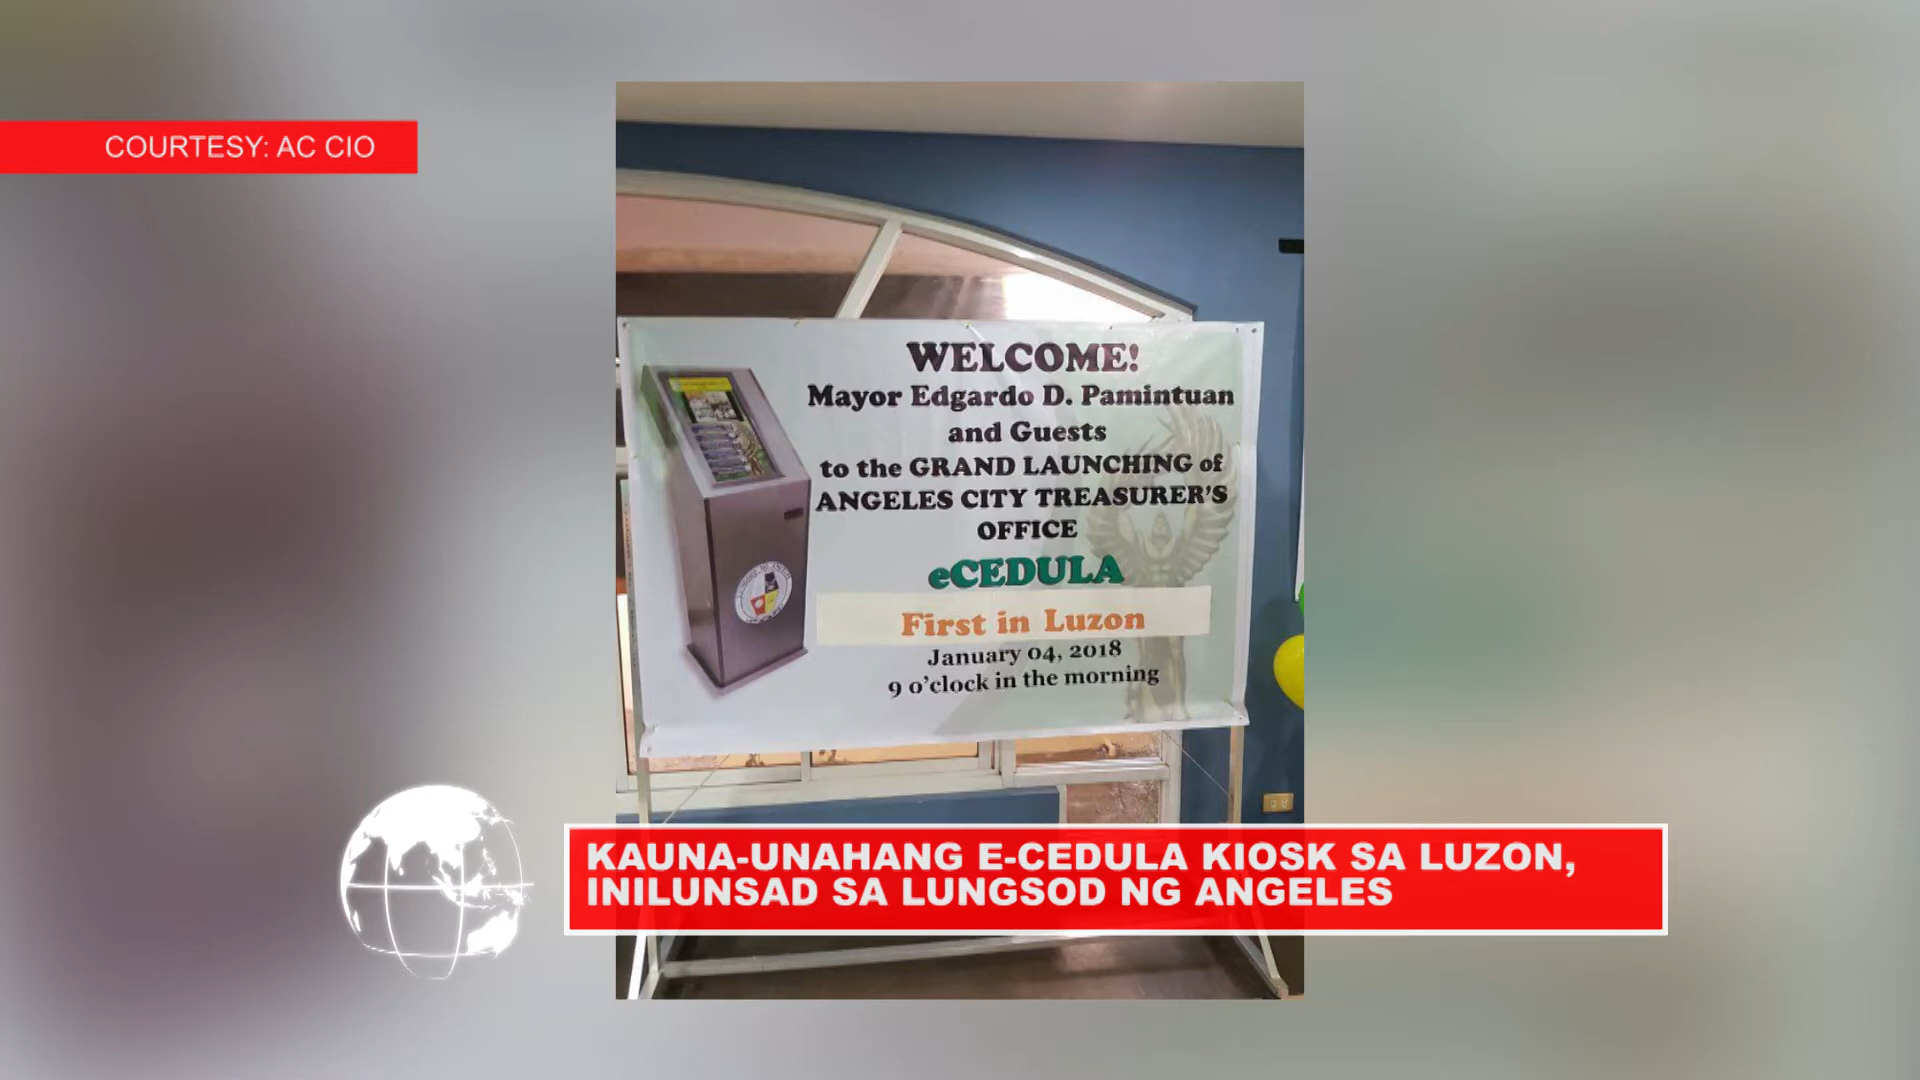 COURTESY: AC CIO
WELCOME!
Mayor Edgardo D. Pamintuan
and Guests
to the GRAND LAUNCHING of
ANGELES CITY TREASURER'S
OFFICE
eCEDULA
First in Luzon
January 04, 2018
9 o'clock in the morning
KAUNA-UNAHANG E-CEDULA KIOSK SA LUZON,
INILUNSAD SA LUNGSOD NG ANGELES